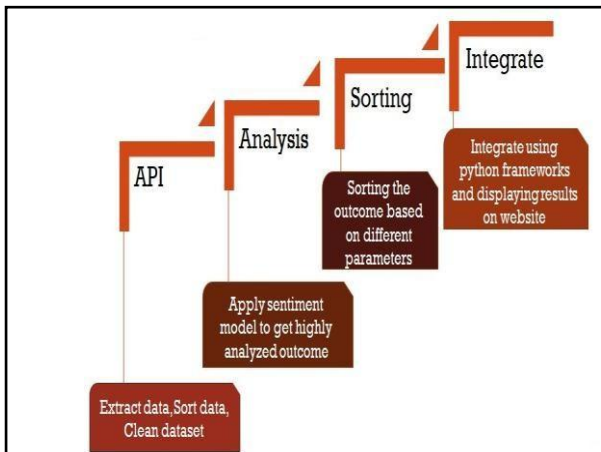 API
Extract data, Sort data,
Clean dataset
Analysis
Apply sentiment
model to get highly
analyzed outcome
Sorting
Sorting the
outcome based
on different
parameters
Integrate
Integrate using
python frameworks
and displaying results
on website